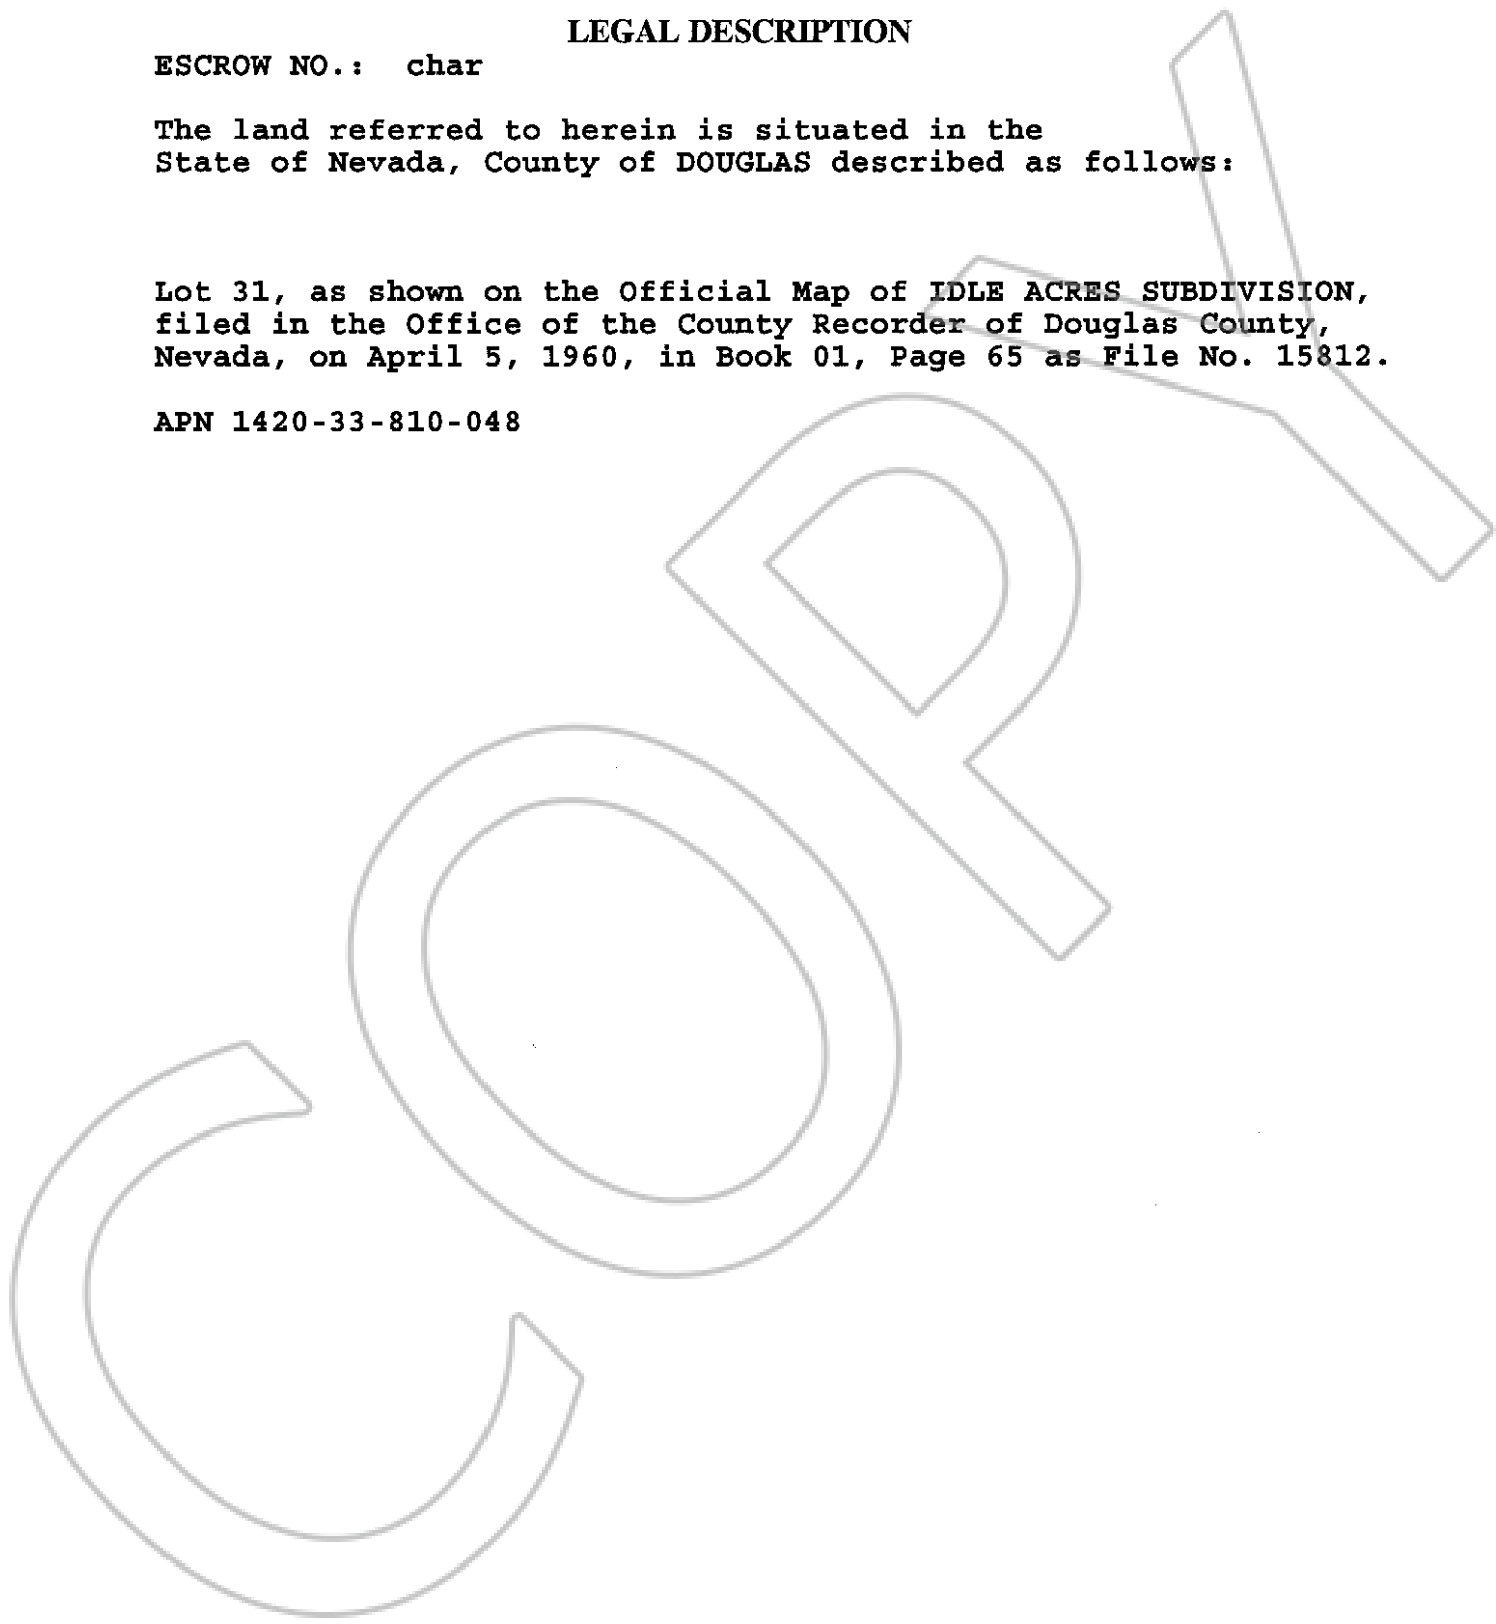 LEGAL DESCRIPTION
ESCROW NO.: char
The land referred to herein is situated in the
State of Nevada, County of DOUGLAS described as follows:
Lot 31, as shown on the Official Map of IDLE ACRES SUBDIVISION,
filed in the Office of the County Recorder of Douglas County,
Nevada, on April 5, 1960, in Book 01, Page 65 as File No. 15812.
APN 1420-33-810-048
COPY